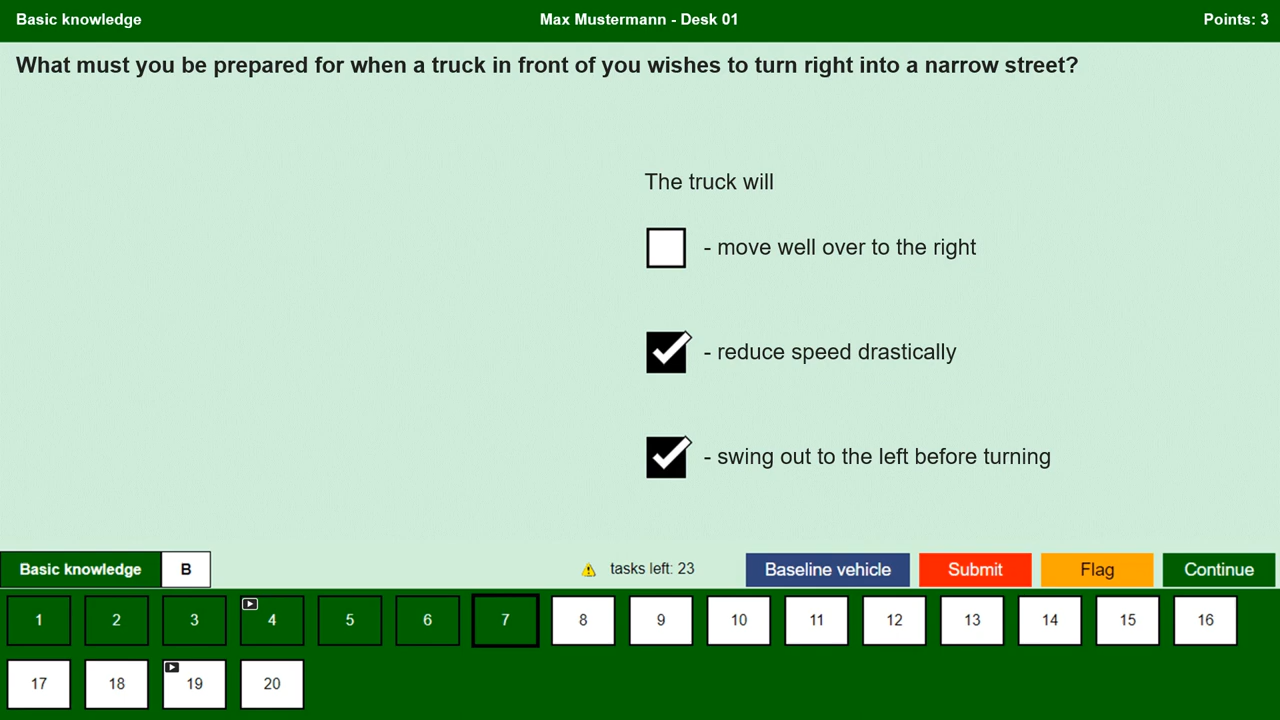 Basic knowledge
Max Mustermann - Desk 01
Points: 3
What must you be prepared for when a truck in front of you wishes to turn right into a narrow street?
The truck will
- move well over to the right
- reduce speed drastically
- swing out to the left before turning
Basic knowledge
B
tasks left: 23
Baseline vehicle
Submit
Flag
Continue
1 2 3 4 5 6 7 8 9 10 11 12 13 14 15 16
17 18 19 20